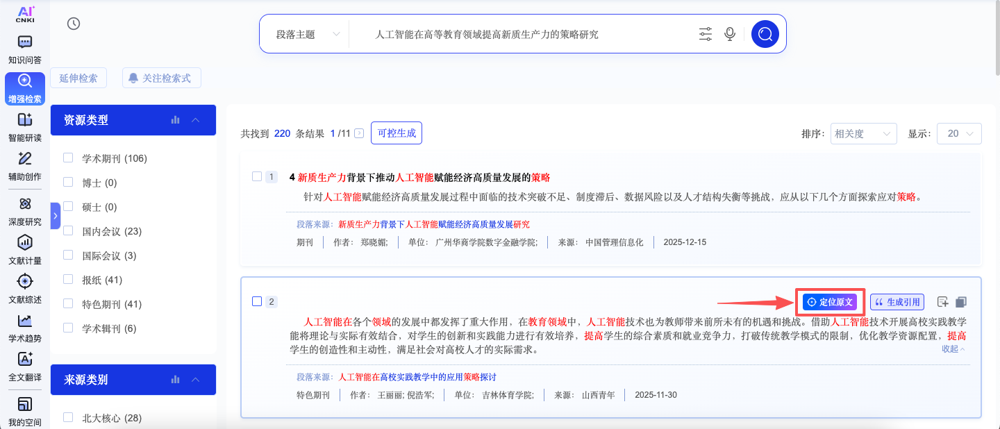 AI
CNKI
知识问答
增强检索
智能研读
辅助创作
深度研究
文献计量
文献综述
学术趋势
全文翻译
我的空间
段落主题
人工智能在高等教育领域提高新质生产力的策略研究
延伸检索
关注检索式
资源类型
学术期刊 (106)
博士 (0)
硕士 (0)
国内会议 (23)
国际会议 (3)
报纸 (41)
特色期刊 (41)
学术辑刊 (6)
来源类别
北大核心 (28)
共找到 220 条结果 1 /11
可控生成
排序: 相关度
显示: 20
1
4 新质生产力背景下推动人工智能赋能经济高质量发展的策略
针对人工智能赋能经济高质量发展过程中面临的技术突破不足、制度滞后、数据风险以及人才结构失衡等挑战，应从以下几个方面探索应对策略。
段落来源: 新质生产力背景下人工智能赋能经济高质量发展研究
期刊 作者: 郑晓媚; 单位: 广州华商学院数字金融学院; 来源: 中国管理信息化 2025-12-15
2
定位原文
生成引用
人工智能在各个领域的发展中都发挥了重大作用，在教育领域中，人工智能技术也为教师带来前所未有的机遇和挑战。借助人工智能技术开展高校实践教学
能将理论与实际有效结合，对学生的创新和实践能力进行有效培养，提高学生的综合素质和就业竞争力，打破传统教学模式的限制，优化教学资源配置，提高
学生的创造性和主动性，满足社会对高校人才的实际需求。
收起
段落来源: 人工智能在高校实践教学中的应用策略探讨
特色期刊 作者: 王丽丽; 倪浩军; 单位: 吉林体育学院; 来源: 山西青年 2025-11-30